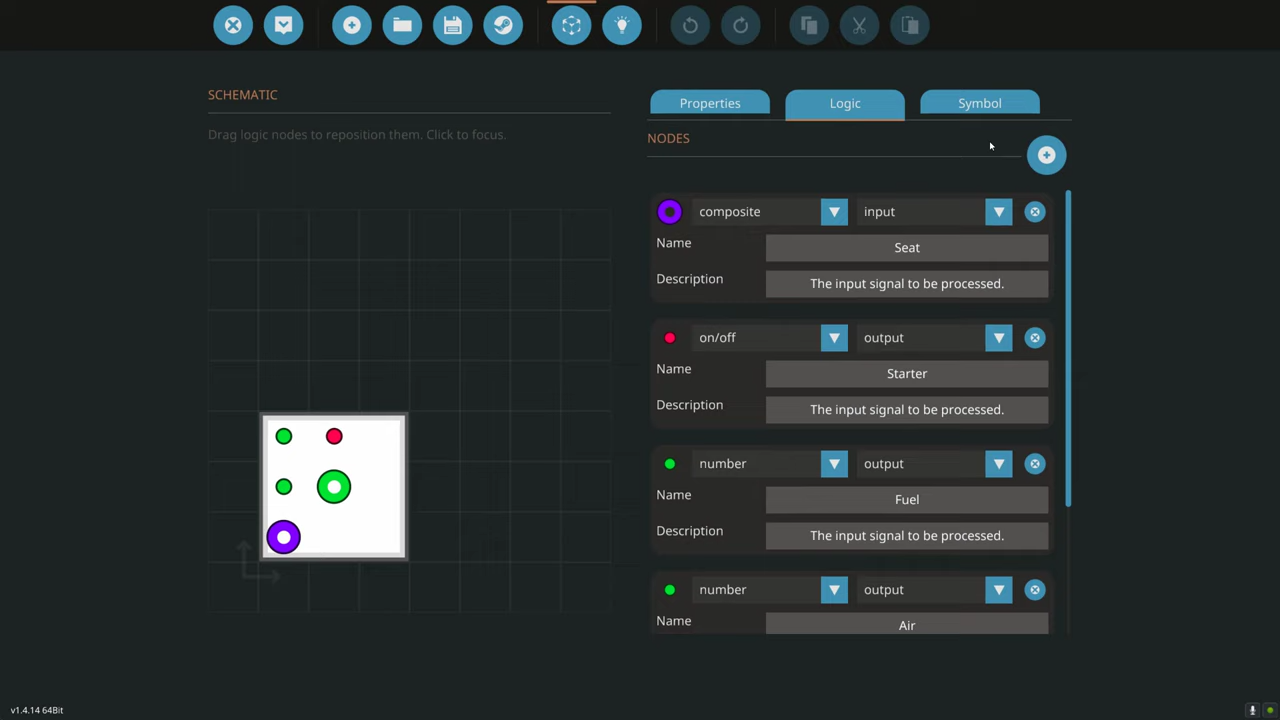 SCHEMATIC
Drag logic nodes to reposition them. Click to focus.
Properties
Logic
Symbol
NODES
composite
input
Name
Seat
Description
The input signal to be processed.
on/off
output
Name
Starter
Description
The input signal to be processed.
number
output
Name
Fuel
Description
The input signal to be processed.
number
output
Name
Air
v1.4.14 64Bit